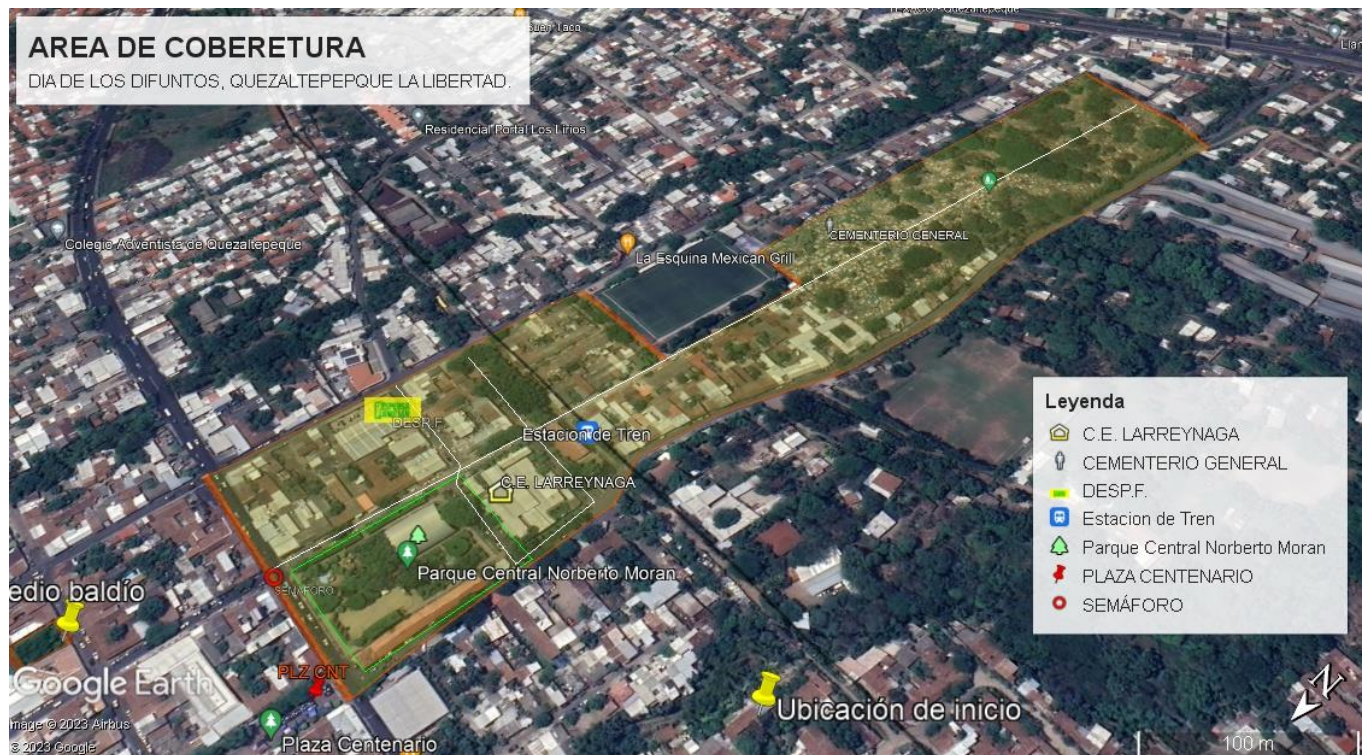 AREA DE COBERETURA
DIA DE LOS DIFUNTOS, QUEZALTEPEPQUE LA LIBERTAD.
Residencial Portal Los Lirios
Colegio Adventista de Quezaltepeque
La Esquina Mexican Grill
CEMENTERIO GENERAL
DESP.F.
Estacion de Tren
C.E. LARREYNAGA
Parque Central Norberto Moran
SEMÁFORO
edio baldío
PLZ CNT
Plaza Centenario
Ubicación de inicio
Leyenda
C.E. LARREYNAGA
CEMENTERIO GENERAL
DESP.F.
Estacion de Tren
Parque Central Norberto Moran
PLAZA CENTENARIO
SEMÁFORO
Google Earth
Image © 2023 Airbus
© 2023 Google
N
100 m